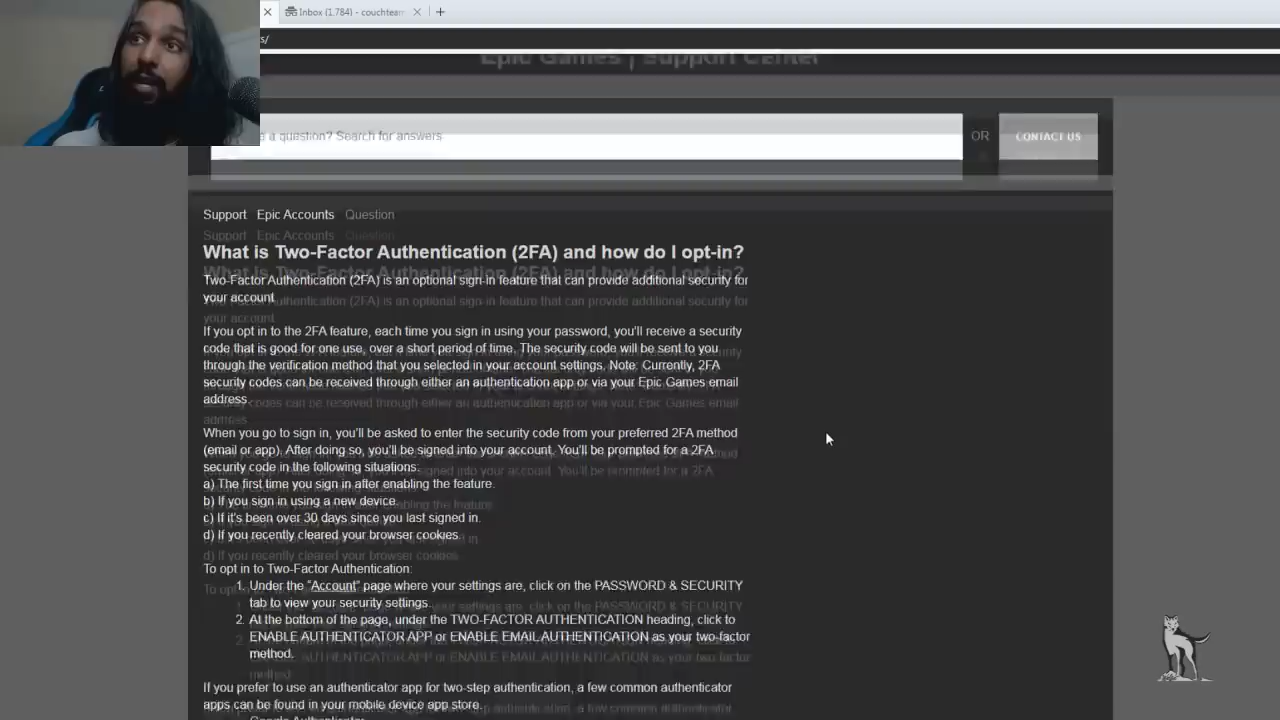 Inbox (1.784) - couchtear
s/
Epic Games | Support Center
a question? Search for answers
OR
CONTACT US
Support Epic Accounts Question
What is Two-Factor Authentication (2FA) and how do I opt-in?
Two-Factor Authentication (2FA) is an optional sign-in feature that can provide additional security for
your account.
If you opt in to the 2FA feature, each time you sign in using your password, you'll receive a security
code that is good for one use, over a short period of time. The security code will be sent to you
through the verification method that you selected in your account settings. Note: Currently, 2FA
security codes can be received through either an authentication app or via your Epic Games email
address.
When you go to sign in, you'll be asked to enter the security code from your preferred 2FA method
(email or app). After doing so, you'll be signed into your account. You'll be prompted for a 2FA
security code in the following situations:
a) The first time you sign in after enabling the feature.
b) If you sign in using a new device.
c) If it's been over 30 days since you last signed in.
d) If you recently cleared your browser cookies.
To opt in to Two-Factor Authentication:
1. Under the "Account" page where your settings are, click on the PASSWORD & SECURITY
tab to view your security settings.
2. At the bottom of the page, under the TWO-FACTOR AUTHENTICATION heading, click to
ENABLE AUTHENTICATOR APP or ENABLE EMAIL AUTHENTICATION as your two-factor
method.
If you prefer to use an authenticator app for two-step authentication, a few common authenticator
apps can be found in your mobile device app store.
Google Authenticator